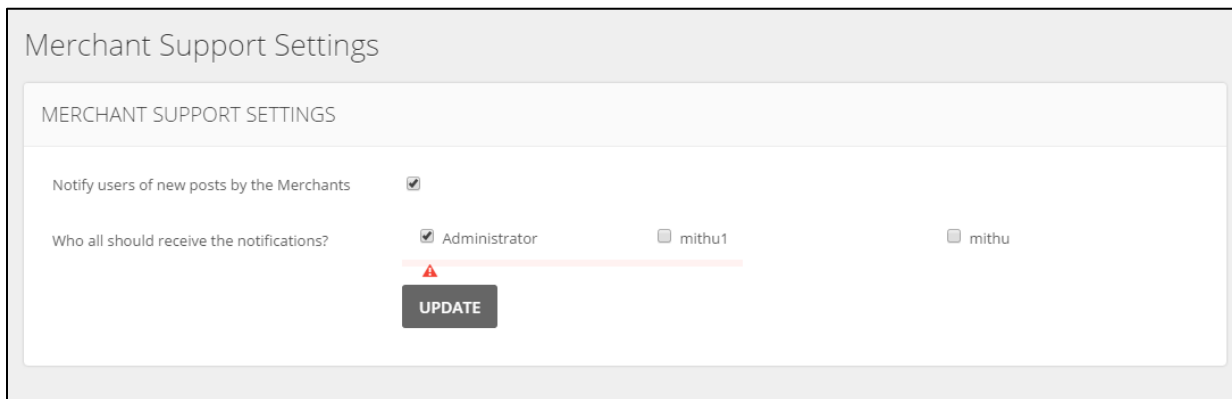 Merchant Support Settings
MERCHANT SUPPORT SETTINGS
Notify users of new posts by the Merchants
Who all should receive the notifications? Administrator mithu1 mithu
UPDATE